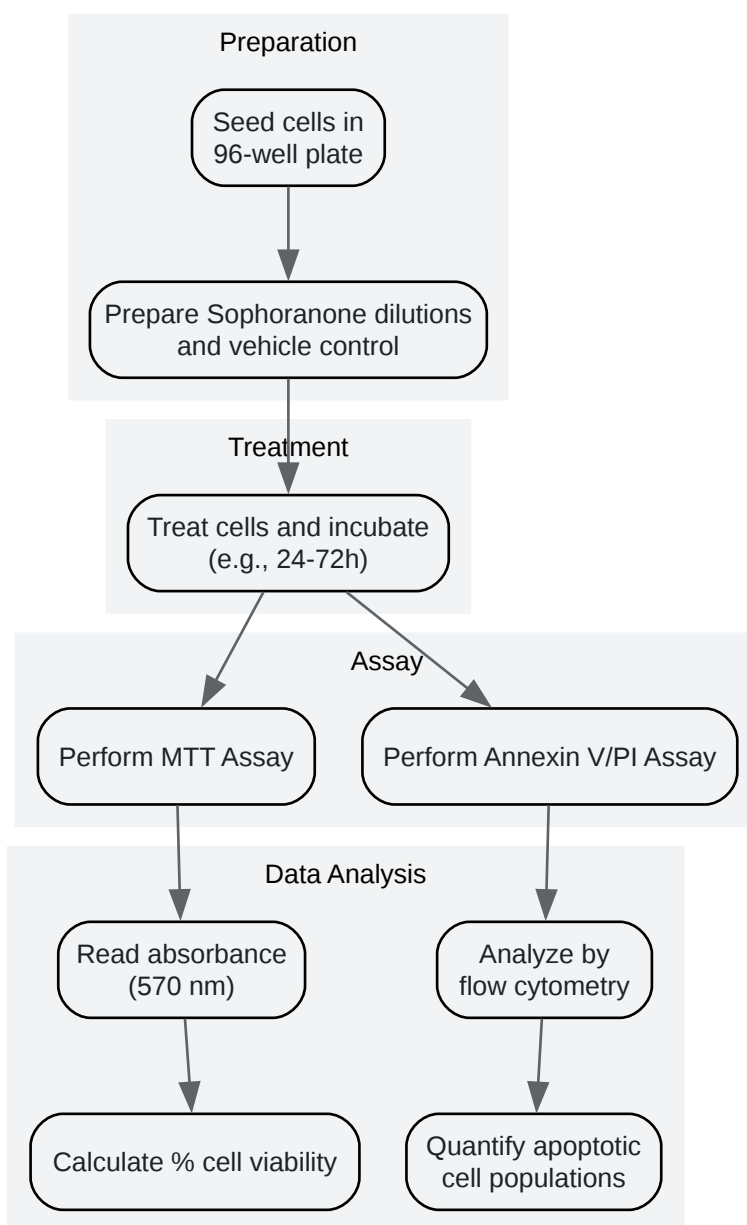 Preparation
Seed cells in
96-well plate
Prepare Sophoranone dilutions
and vehicle control
Treatment
Treat cells and incubate
(e.g., 24-72h)
Assay
Perform MTT Assay
Perform Annexin V/PI Assay
Data Analysis
Read absorbance
(570 nm)
Analyze by
flow cytometry
Calculate % cell viability
Quantify apoptotic
cell populations